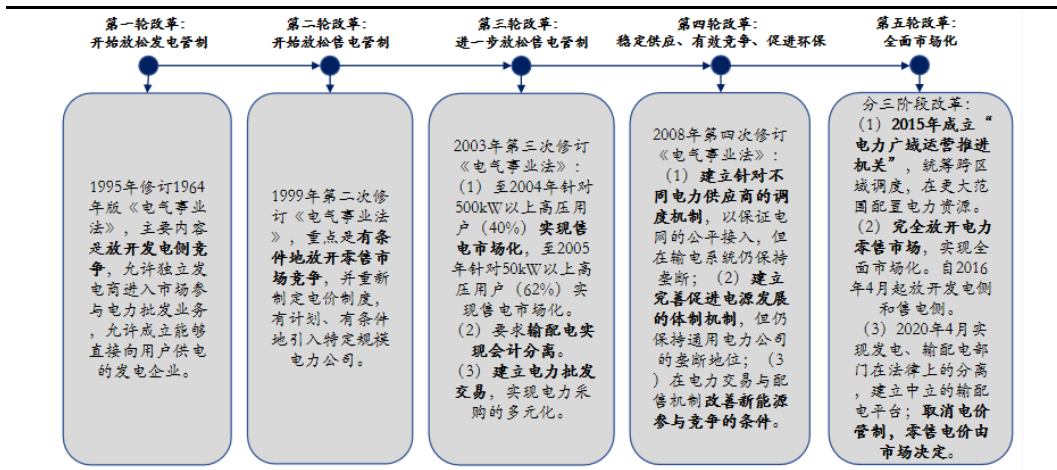 第一轮改革：
开始放松发电管制
第二轮改革：
开始放松售电管制
第三轮改革：
进一步放松售电管制
第四轮改革：
稳定供应、有效竞争、促进环保
第五轮改革：
全面市场化
1995年修订1964
年版《电气事业
法》，主要内容
是放开发电侧竞
争，允许独立发
电商进入市场参
与电力批发业务
，允许成立能够
直接向用户供电
的发电企业。
1999年第二次修
订《电气事业法
》，重点是有条
件地放开零售市
场竞争，并重新
制定电价制度，
有计划、有条件
地引入特定规模
电力公司。
2003年第三次修订
《电气事业法》：
（1）至2004年针对
500kW以上高压用
户（40%）实现售
电市场化，至2005
年针对50kW以上高
压用户（62%）实
现售电市场化。
（2）要求输配电实
现会计分离。
（3）建立电力批发
交易，实现电力采
购的多元化。
2008年第四次修订
《电气事业法》：
（1）建立针对不
同电力供应商的调
度机制，以保证电
网的公平接入，但
在输电系统仍保持
垄断；（2）建立
完善促进电源发展
的体制机制，但仍
保持通用电力公司
的垄断地位；（3
）在电力交易与配
售机制改善新能源
参与竞争的条件。
分三阶段改革：
（1）2015年成立“
电力广域运营推进
机关”，统筹跨区
域调度，在更大范
围配置电力资源。
（2）完全放开电力
零售市场，实现全
面市场化。自2016
年4月起放开发电侧
和售电侧。
（3）2020年4月实
现发电、输配电部
门在法律上的分离
，建立中立的输配
电平台；取消电价
管制，零售电价由
市场决定。